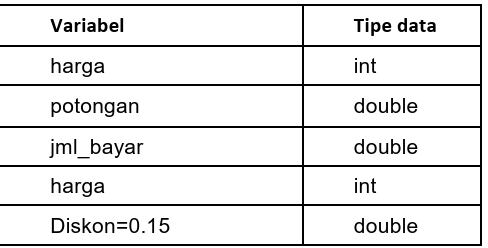 Variabel Tipe data
harga int
potongan double
jml_bayar double
harga int
Diskon=0.15 double